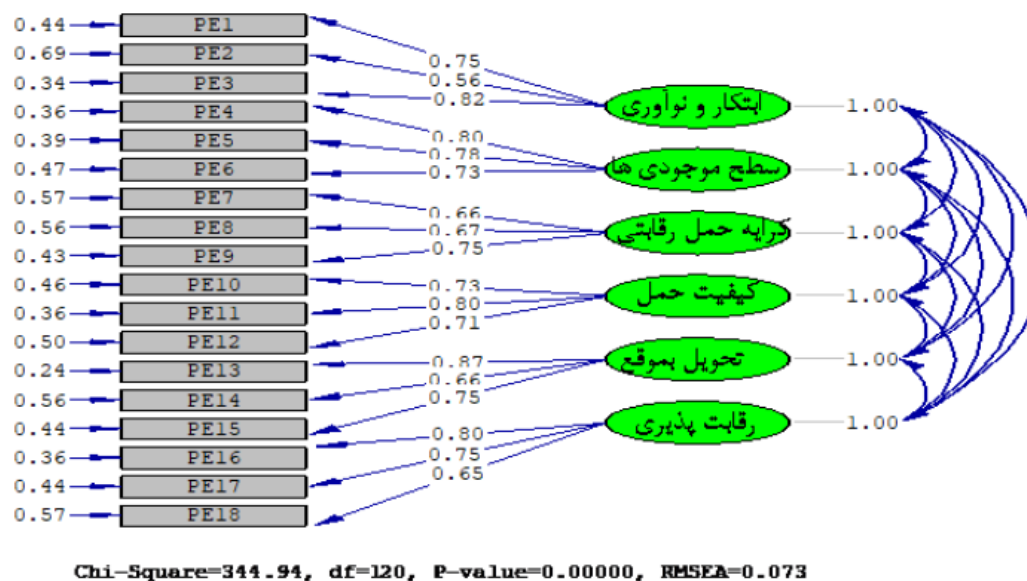 0.44 PE1
0.69 PE2 0.75
0.34 PE3 0.56
0.82 ابتکار و نوآوری 1.00
0.36 PE4
0.39 PE5 0.80
0.78 سطح موجودی ها 1.00
0.47 PE6 0.73
0.57 PE7 0.66
0.56 PE8 0.67 کرایه حمل رقابتی 1.00
0.43 PE9 0.75
0.46 PE10 0.73
0.36 PE11 0.80 کیفیت حمل 1.00
0.50 PE12 0.71
0.24 PE13 0.87 تحویل بموقع 1.00
0.56 PE14 0.66
0.44 PE15 0.75
0.36 PE16 0.80 رقابت پذیری 1.00
0.44 PE17 0.75
0.57 PE18 0.65
Chi-Square=344.94, df=120, P-value=0.00000, RMSEA=0.073